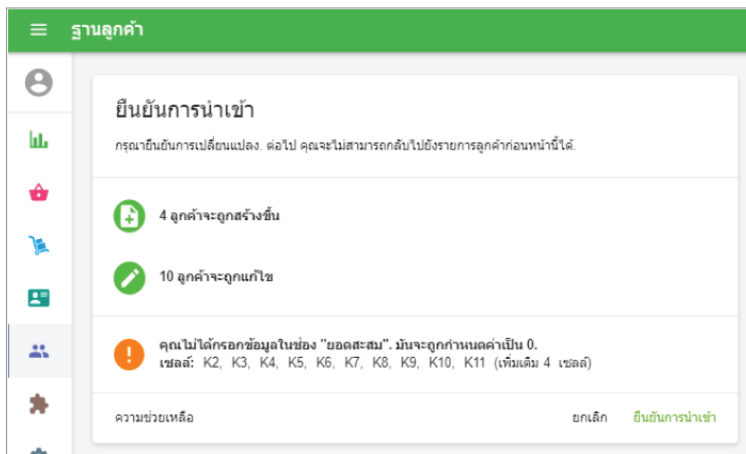 ฐานลูกค้า
ยืนยันการนำเข้า
กรุณายืนยันการเปลี่ยนแปลง. ต่อไป คุณจะไม่สามารถกลับไปยังรายการลูกค้าก่อนหน้านี้ได้.
4 ลูกค้าจะถูกสร้างขึ้น
10 ลูกค้าจะถูกแก้ไข
คุณไม่ได้กรอกข้อมูลในช่อง "ยอดสะสม". มันจะถูกกำหนดค่าเป็น 0.
เซลล์: K2, K3, K4, K5, K6, K7, K8, K9, K10, K11 (เพิ่มเติม 4 เซลล์)
ความช่วยเหลือ ยกเลิก ยืนยันการนำเข้า